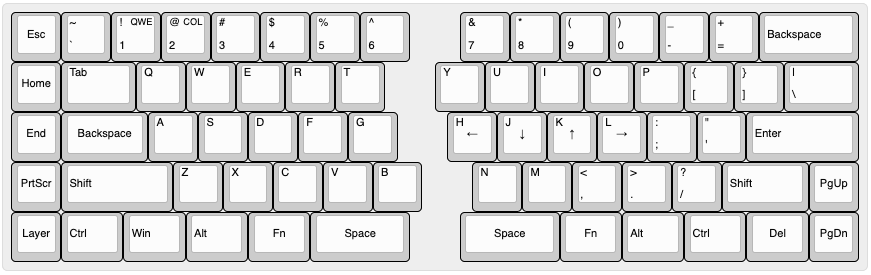 ~ ! QWE @ COL # $ % ^ & * ( ) _ +
Esc Backspace
` 1 2 3 4 5 6 7 8 9 0 - =
Tab Q W E R T Y U I O P { } |
Home
[ ] \
A S D F G H J K L : "
End Backspace ← ↓ ↑ → Enter
; '
Z X C V B N M < > ?
PrtScr Shift Shift PgUp
, . /
Layer Ctrl Win Alt Fn Space Space Fn Alt Ctrl Del PgDn